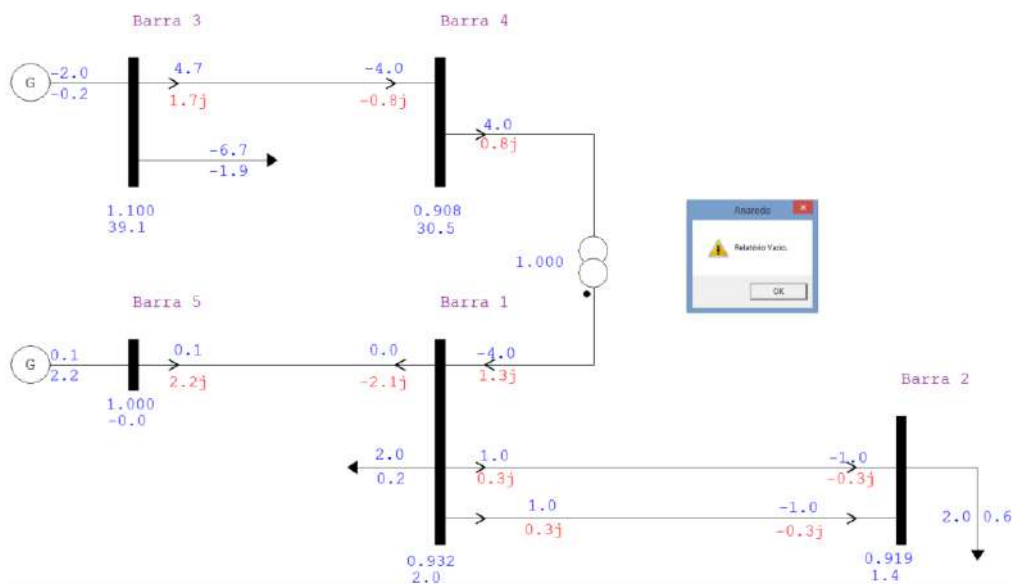 Barra 3
Barra 4
G
-2.0
-0.2
4.7
1.7j
-4.0
-0.8j
-6.7
-1.9
4.0
0.8j
1.100
39.1
0.908
30.5
1.000
Anarede
Relatório Vazio.
OK
Barra 5
Barra 1
G
0.1
2.2
0.1
2.2j
0.0
-2.1j
-4.0
1.3j
1.000
-0.0
Barra 2
2.0
0.2
1.0
0.3j
-1.0
-0.3j
1.0
0.3j
-1.0
-0.3j
2.0 0.6
0.932
2.0
0.919
1.4